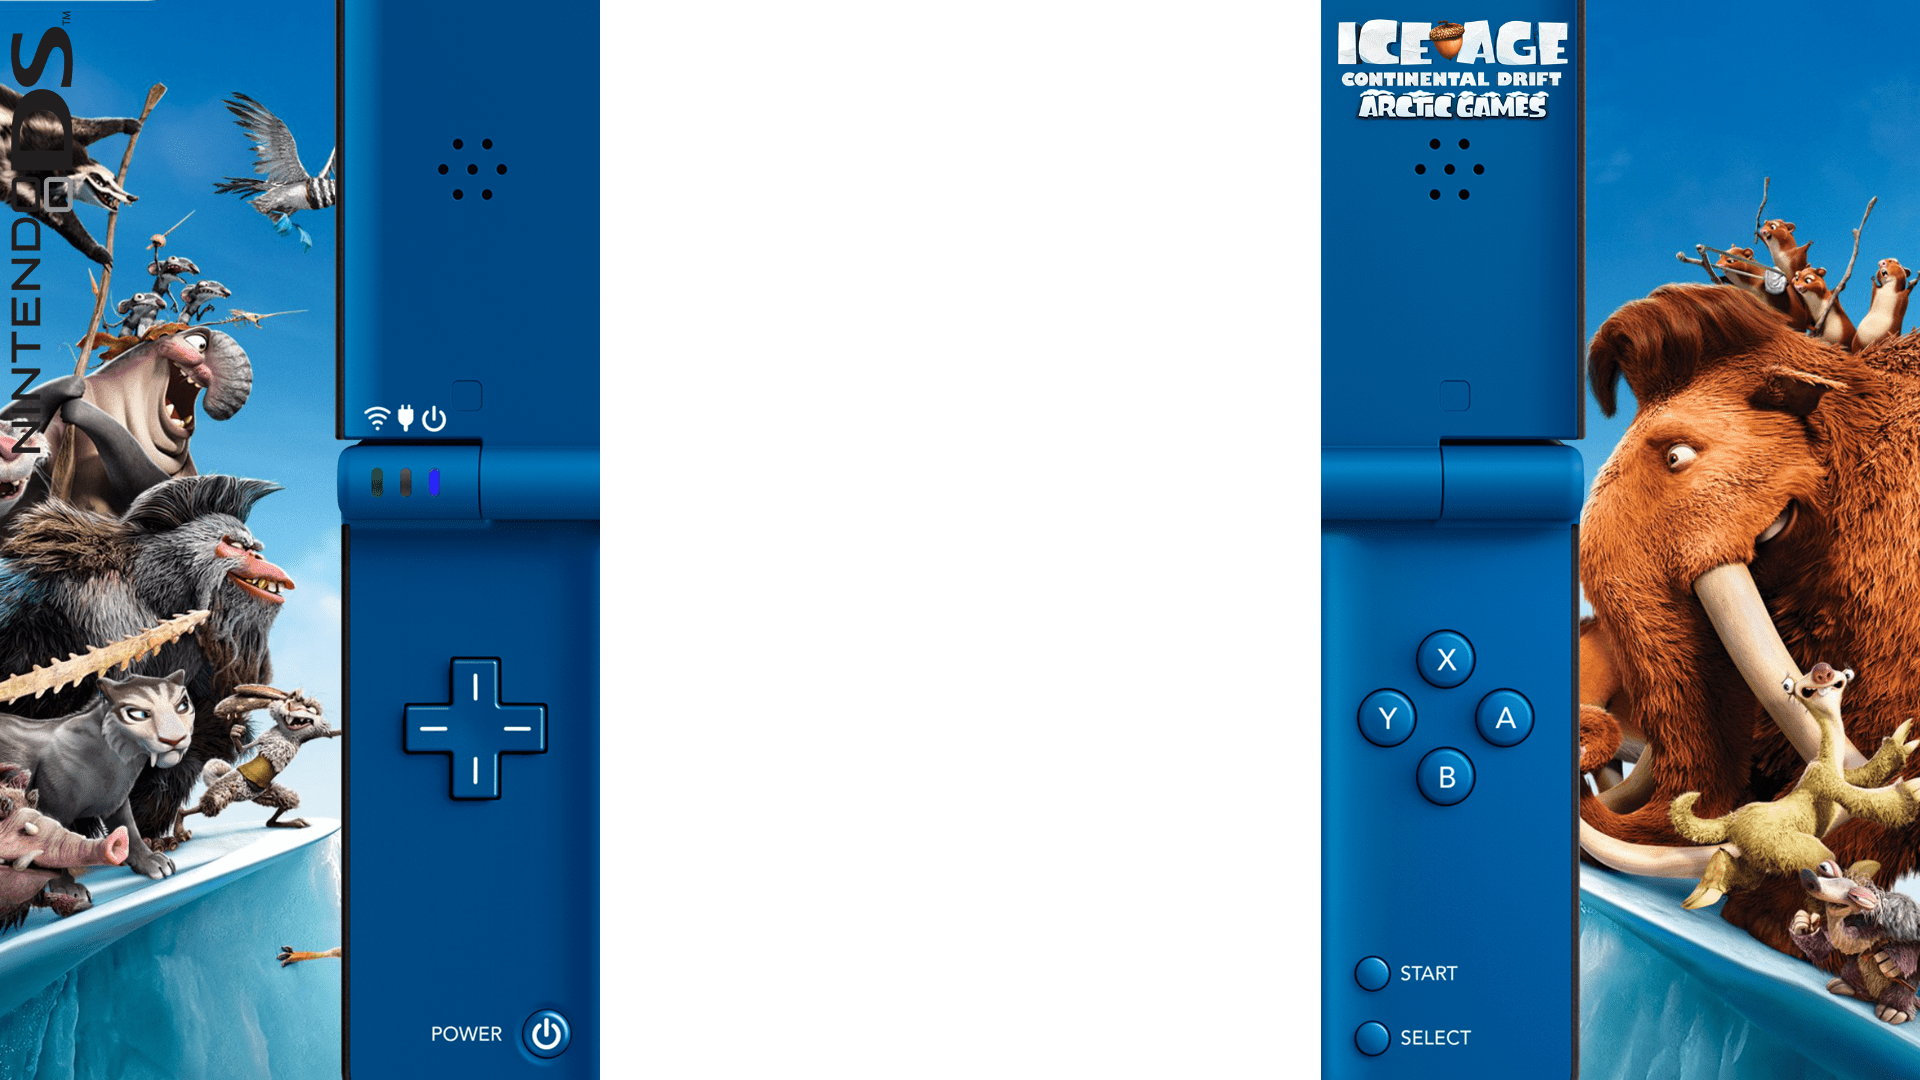 NINTENDO DS™
ICE AGE
CONTINENTAL DRIFT
ARCTIC GAMES
X
Y
A
B
START
SELECT
POWER